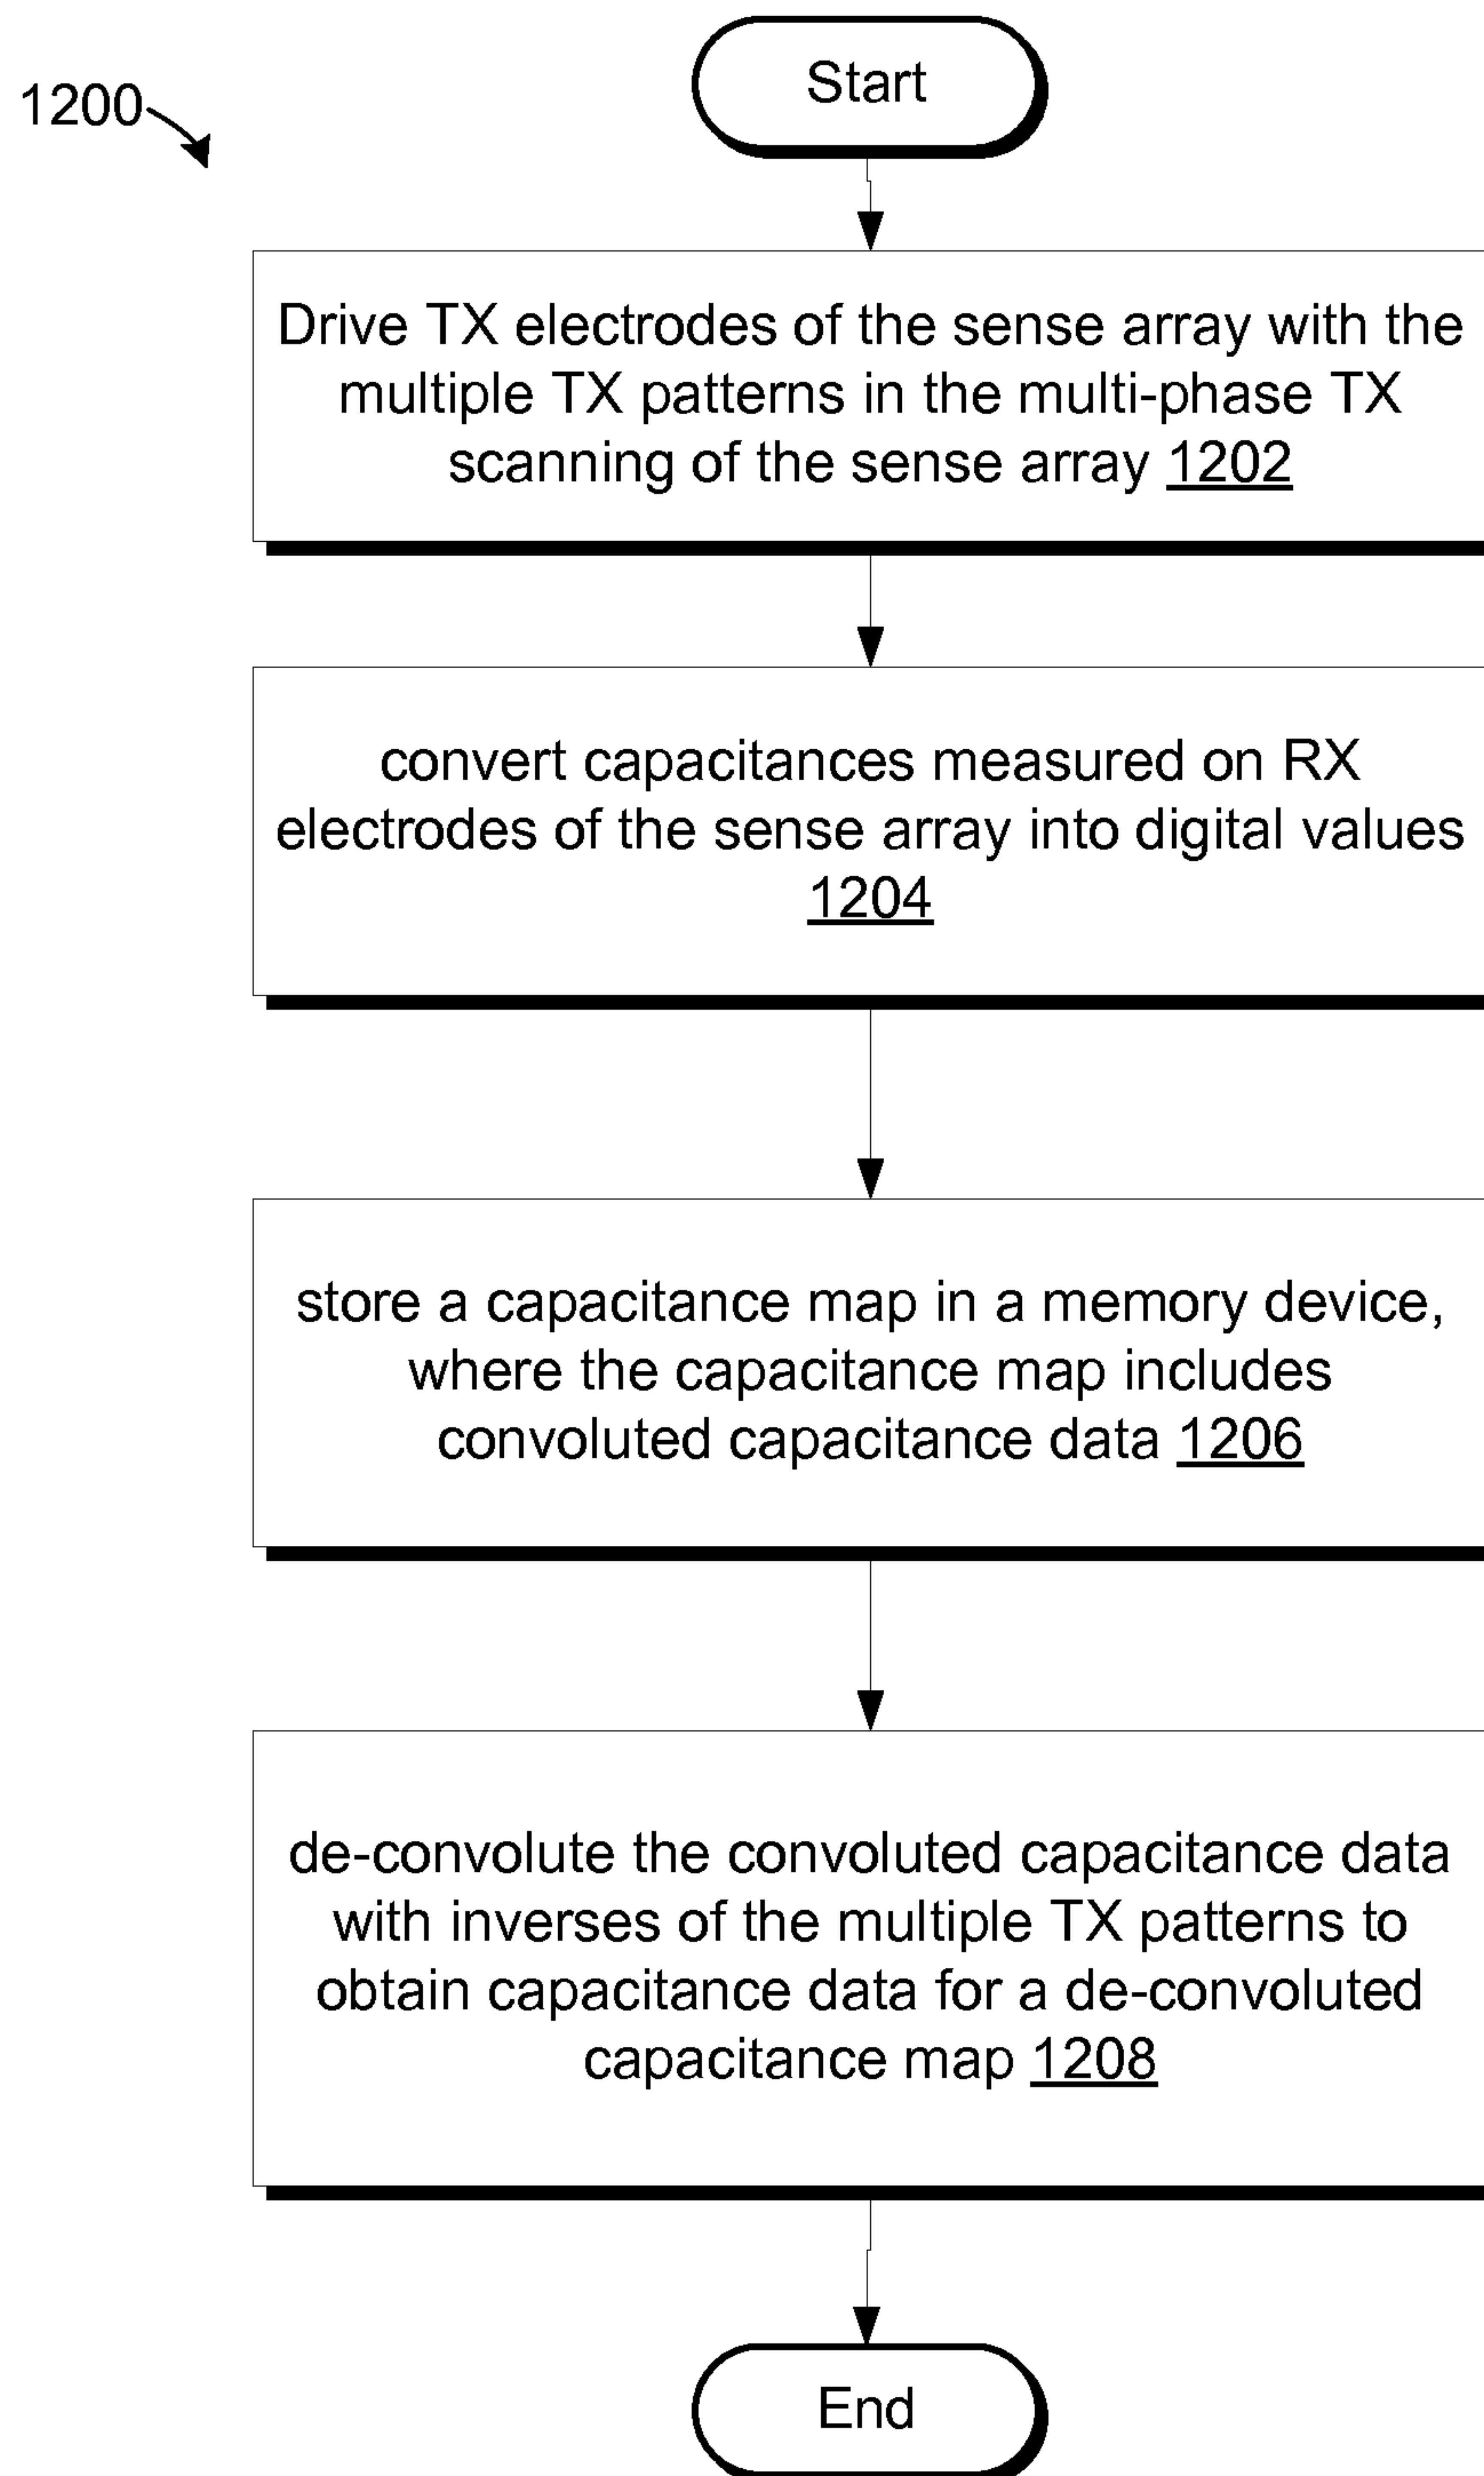 1200
Start
Drive TX electrodes of the sense array with the
multiple TX patterns in the multi-phase TX
scanning of the sense array 1202
convert capacitances measured on RX
electrodes of the sense array into digital values
1204
store a capacitance map in a memory device,
where the capacitance map includes
convoluted capacitance data 1206
de-convolute the convoluted capacitance data
with inverses of the multiple TX patterns to
obtain capacitance data for a de-convoluted
capacitance map 1208
End